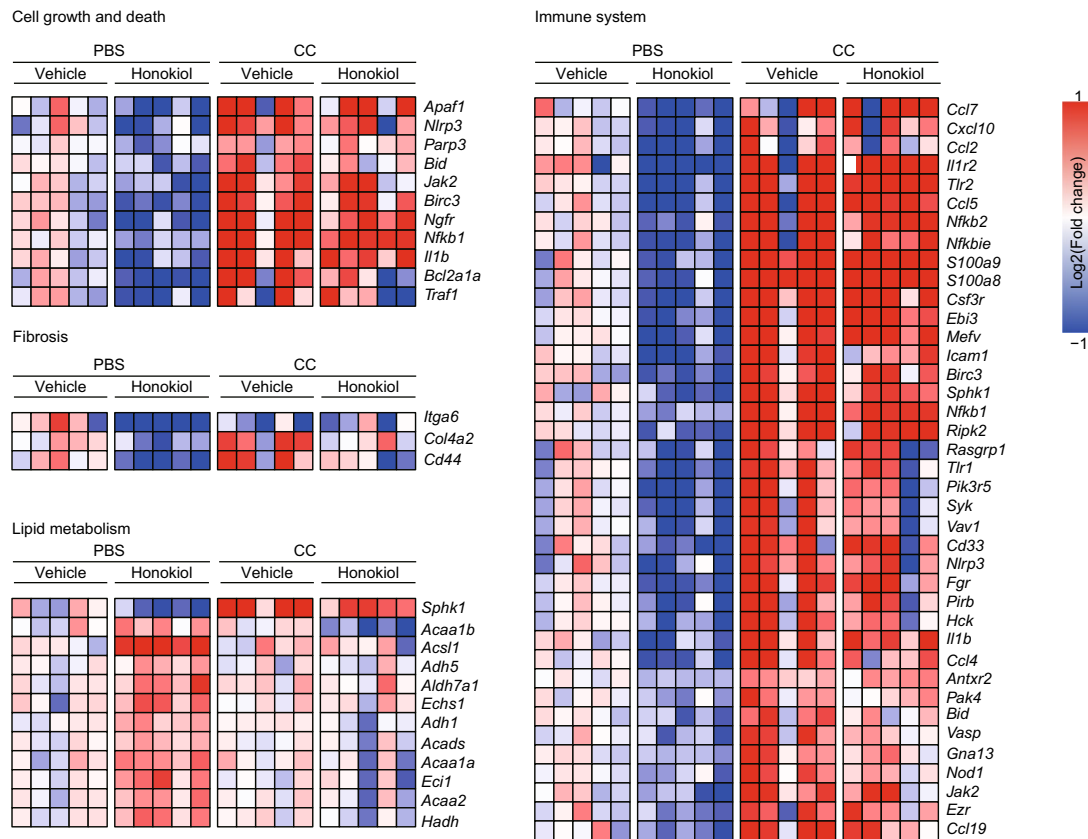 Cell growth and death
PBS CC
Vehicle Honokiol Vehicle Honokiol
Apaf1
Nlrp3
Parp3
Bid
Jak2
Birc3
Ngfr
Nfkb1
Il1b
Bcl2a1a
Traf1
Fibrosis
PBS CC
Vehicle Honokiol Vehicle Honokiol
Itga6
Col4a2
Cd44
Lipid metabolism
PBS CC
Vehicle Honokiol Vehicle Honokiol
Sphk1
Acaa1b
Acsl1
Adh5
Aldh7a1
Echs1
Adh1
Acads
Acaa1a
Eci1
Acaa2
Hadh
Immune system
PBS CC
Vehicle Honokiol Vehicle Honokiol
Ccl7
Cxcl10
Ccl2
Il1r2
Tlr2
Ccl5
Nfkb2
Nfkbie
S100a9
S100a8
Csf3r
Ebi3
Mefv
Icam1
Birc3
Sphk1
Nfkb1
Ripk2
Rasgrp1
Tlr1
Pik3r5
Syk
Vav1
Cd33
Nlrp3
Fgr
Pirb
Hck
Il1b
Ccl4
Antxr2
Pak4
Bid
Vasp
Gna13
Nod1
Jak2
Ezr
Ccl19
1
Log2(Fold change)
−1